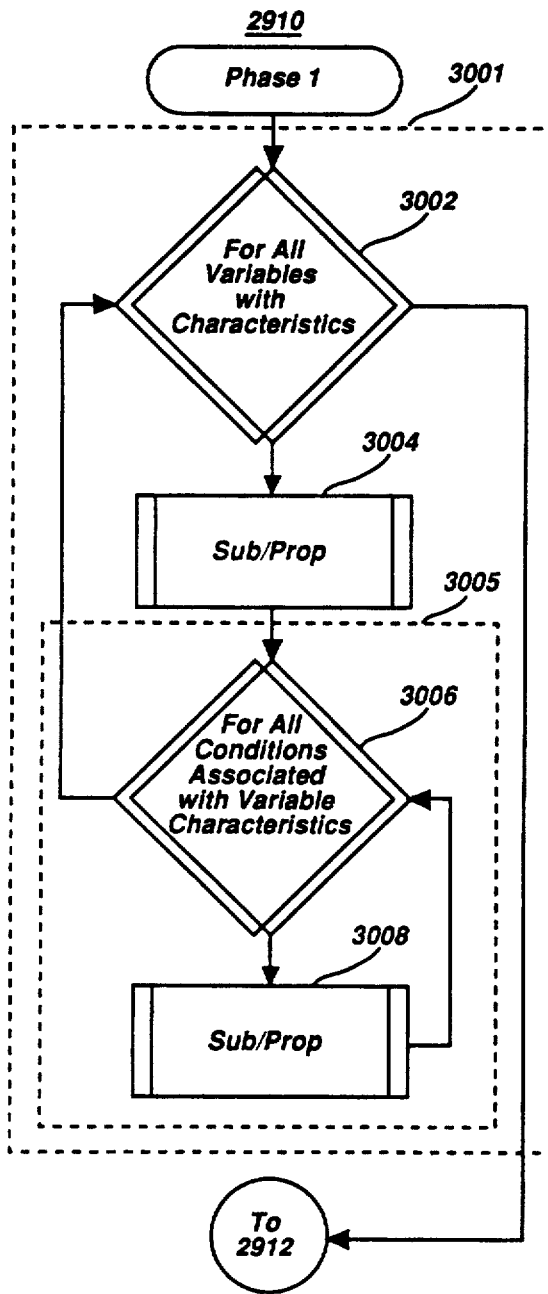 2910
Phase 1
3001
3002
For All
Variables
with
Characteristics
3004
Sub/Prop
3005
3006
For All
Conditions
Associated
with Variable
Characteristics
3008
Sub/Prop
To
2912